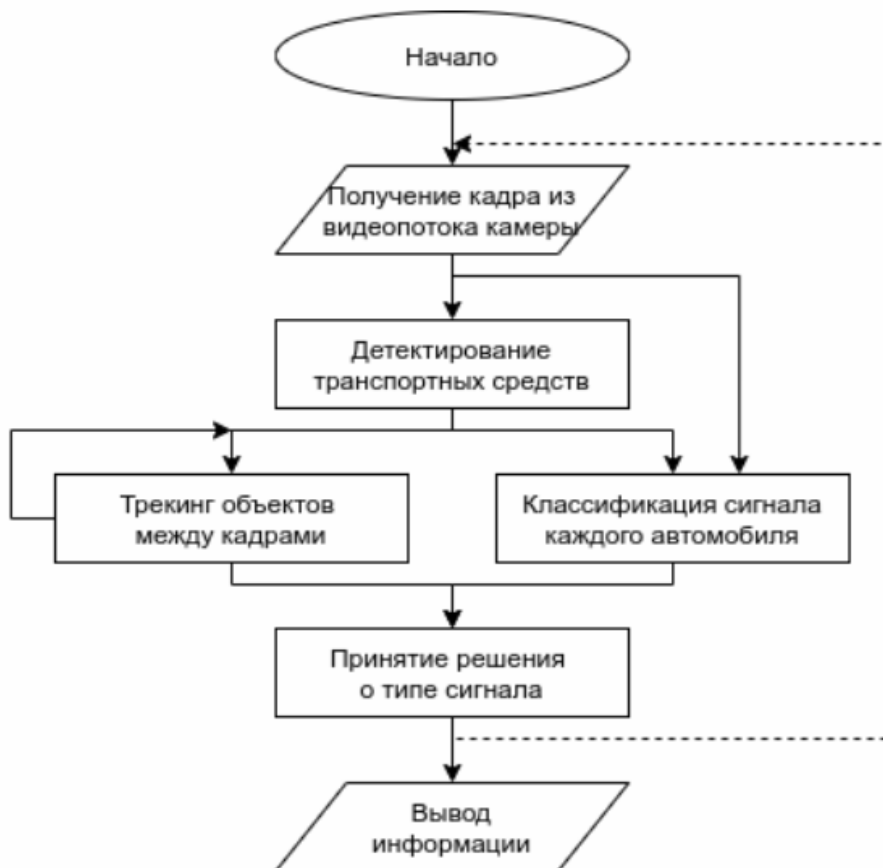 Начало
Получение кадра из
видеопотока камеры
Детектирование
транспортных средств
Трекинг объектов
между кадрами
Классификация сигнала
каждого автомобиля
Принятие решения
о типе сигнала
Вывод
информации